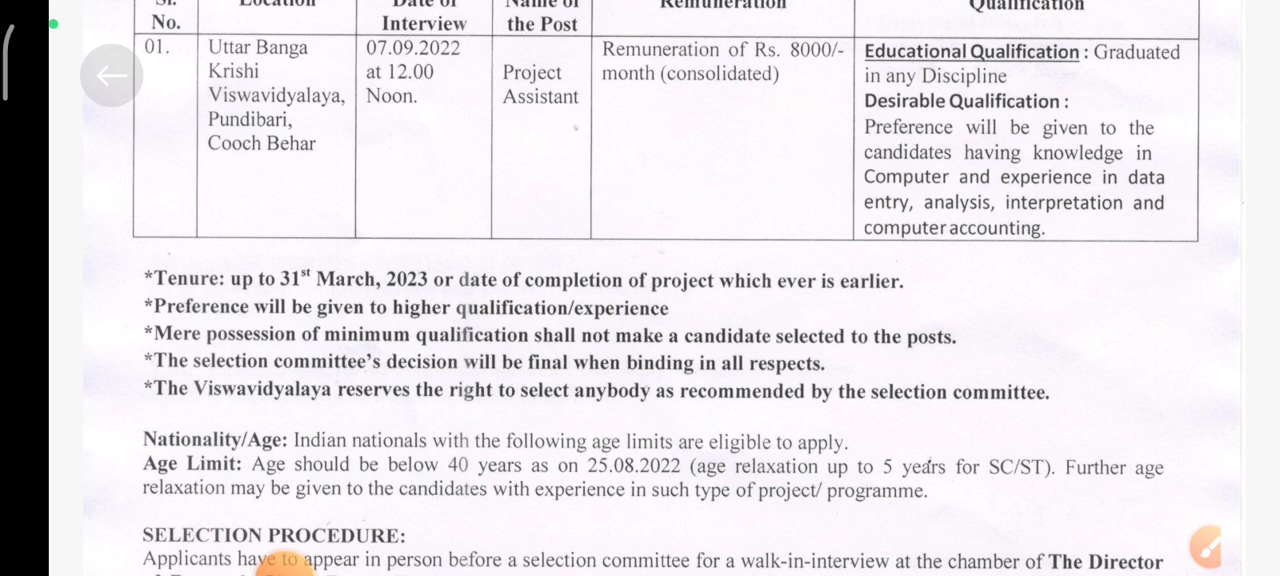 Sl. Location Date of Name of Remuneration Qualification
No. Interview the Post
01. Uttar Banga 07.09.2022 Remuneration of Rs. 8000/- Educational Qualification : Graduated
Krishi at 12.00 Project month (consolidated) in any Discipline
Viswavidyalaya, Noon. Assistant Desirable Qualification :
Pundibari, Preference will be given to the
Cooch Behar candidates having knowledge in
Computer and experience in data
entry, analysis, interpretation and
computer accounting.
*Tenure: up to 31st March, 2023 or date of completion of project which ever is earlier.
*Preference will be given to higher qualification/experience
*Mere possession of minimum qualification shall not make a candidate selected to the posts.
*The selection committee's decision will be final when binding in all respects.
*The Viswavidyalaya reserves the right to select anybody as recommended by the selection committee.
Nationality/Age: Indian nationals with the following age limits are eligible to apply.
Age Limit: Age should be below 40 years as on 25.08.2022 (age relaxation up to 5 years for SC/ST). Further age
relaxation may be given to the candidates with experience in such type of project/ programme.
SELECTION PROCEDURE:
Applicants have to appear in person before a selection committee for a walk-in-interview at the chamber of The Director